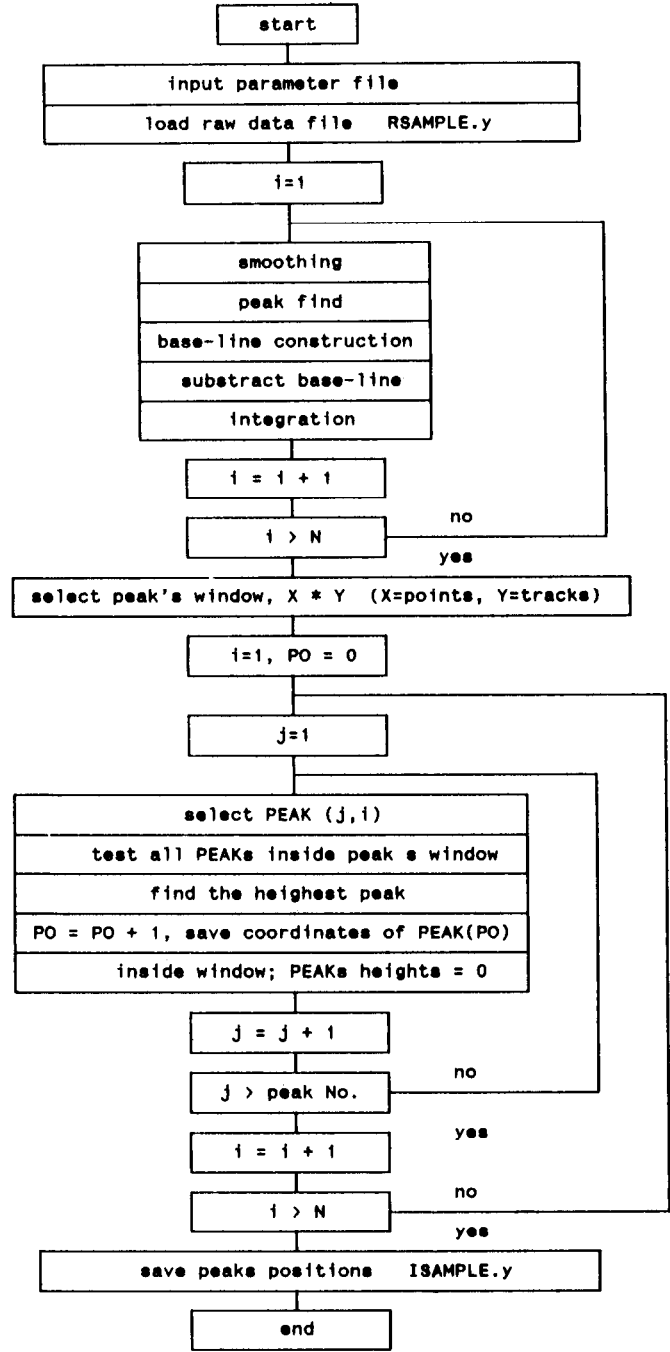 start
input parameter file
load raw data file RSAMPLE.y
i=1
smoothing
peak find
base-line construction
substract base-line
integration
i = i + 1
i > N
no
yes
select peak's window, X * Y (X=points, Y=tracks)
i=1, PO = 0
j=1
select PEAK (j,i)
test all PEAKs inside peak s window
find the heighest peak
PO = PO + 1, save coordinates of PEAK(PO)
inside window; PEAKs heights = 0
j = j + 1
j > peak No.
no
yes
i = i + 1
i > N
no
yes
save peaks positions ISAMPLE.y
end